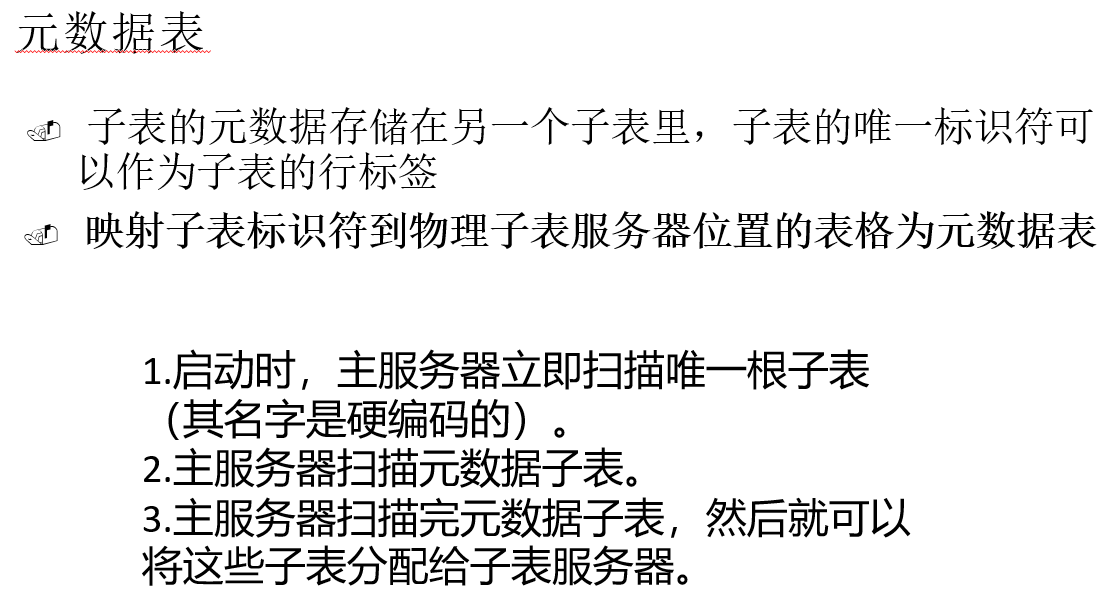 元数据表
子表的元数据存储在另一个子表里，子表的唯一标识符可
以作为子表的行标签
映射子表标识符到物理子表服务器位置的表格为元数据表
1.启动时，主服务器立即扫描唯一根子表
（其名字是硬编码的）。
2.主服务器扫描元数据子表。
3.主服务器扫描完元数据子表，然后就可以
将这些子表分配给子表服务器。